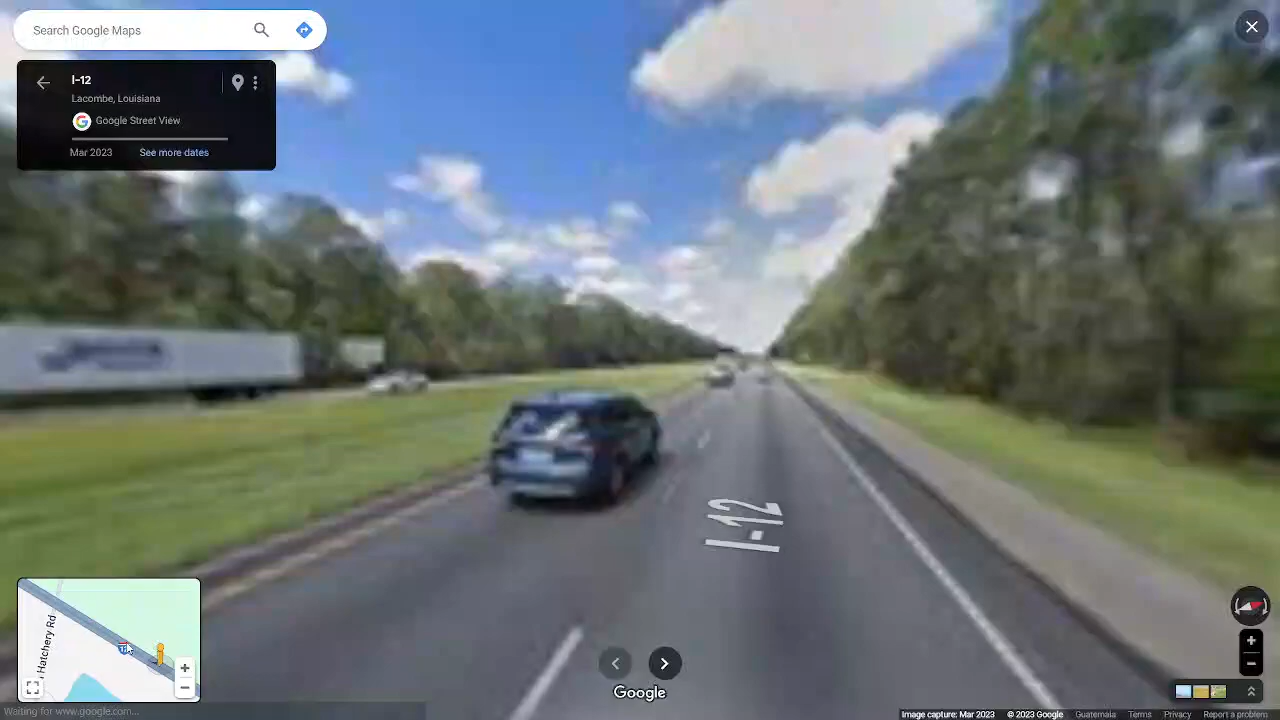 Search Google Maps
I-12
Lacombe, Louisiana
Google Street View
Mar 2023 See more dates
I-12
Hatchery Rd
Google
Waiting for www.google.com...
Image capture: Mar 2023 © 2023 Google Guatemala Terms Privacy Report a problem